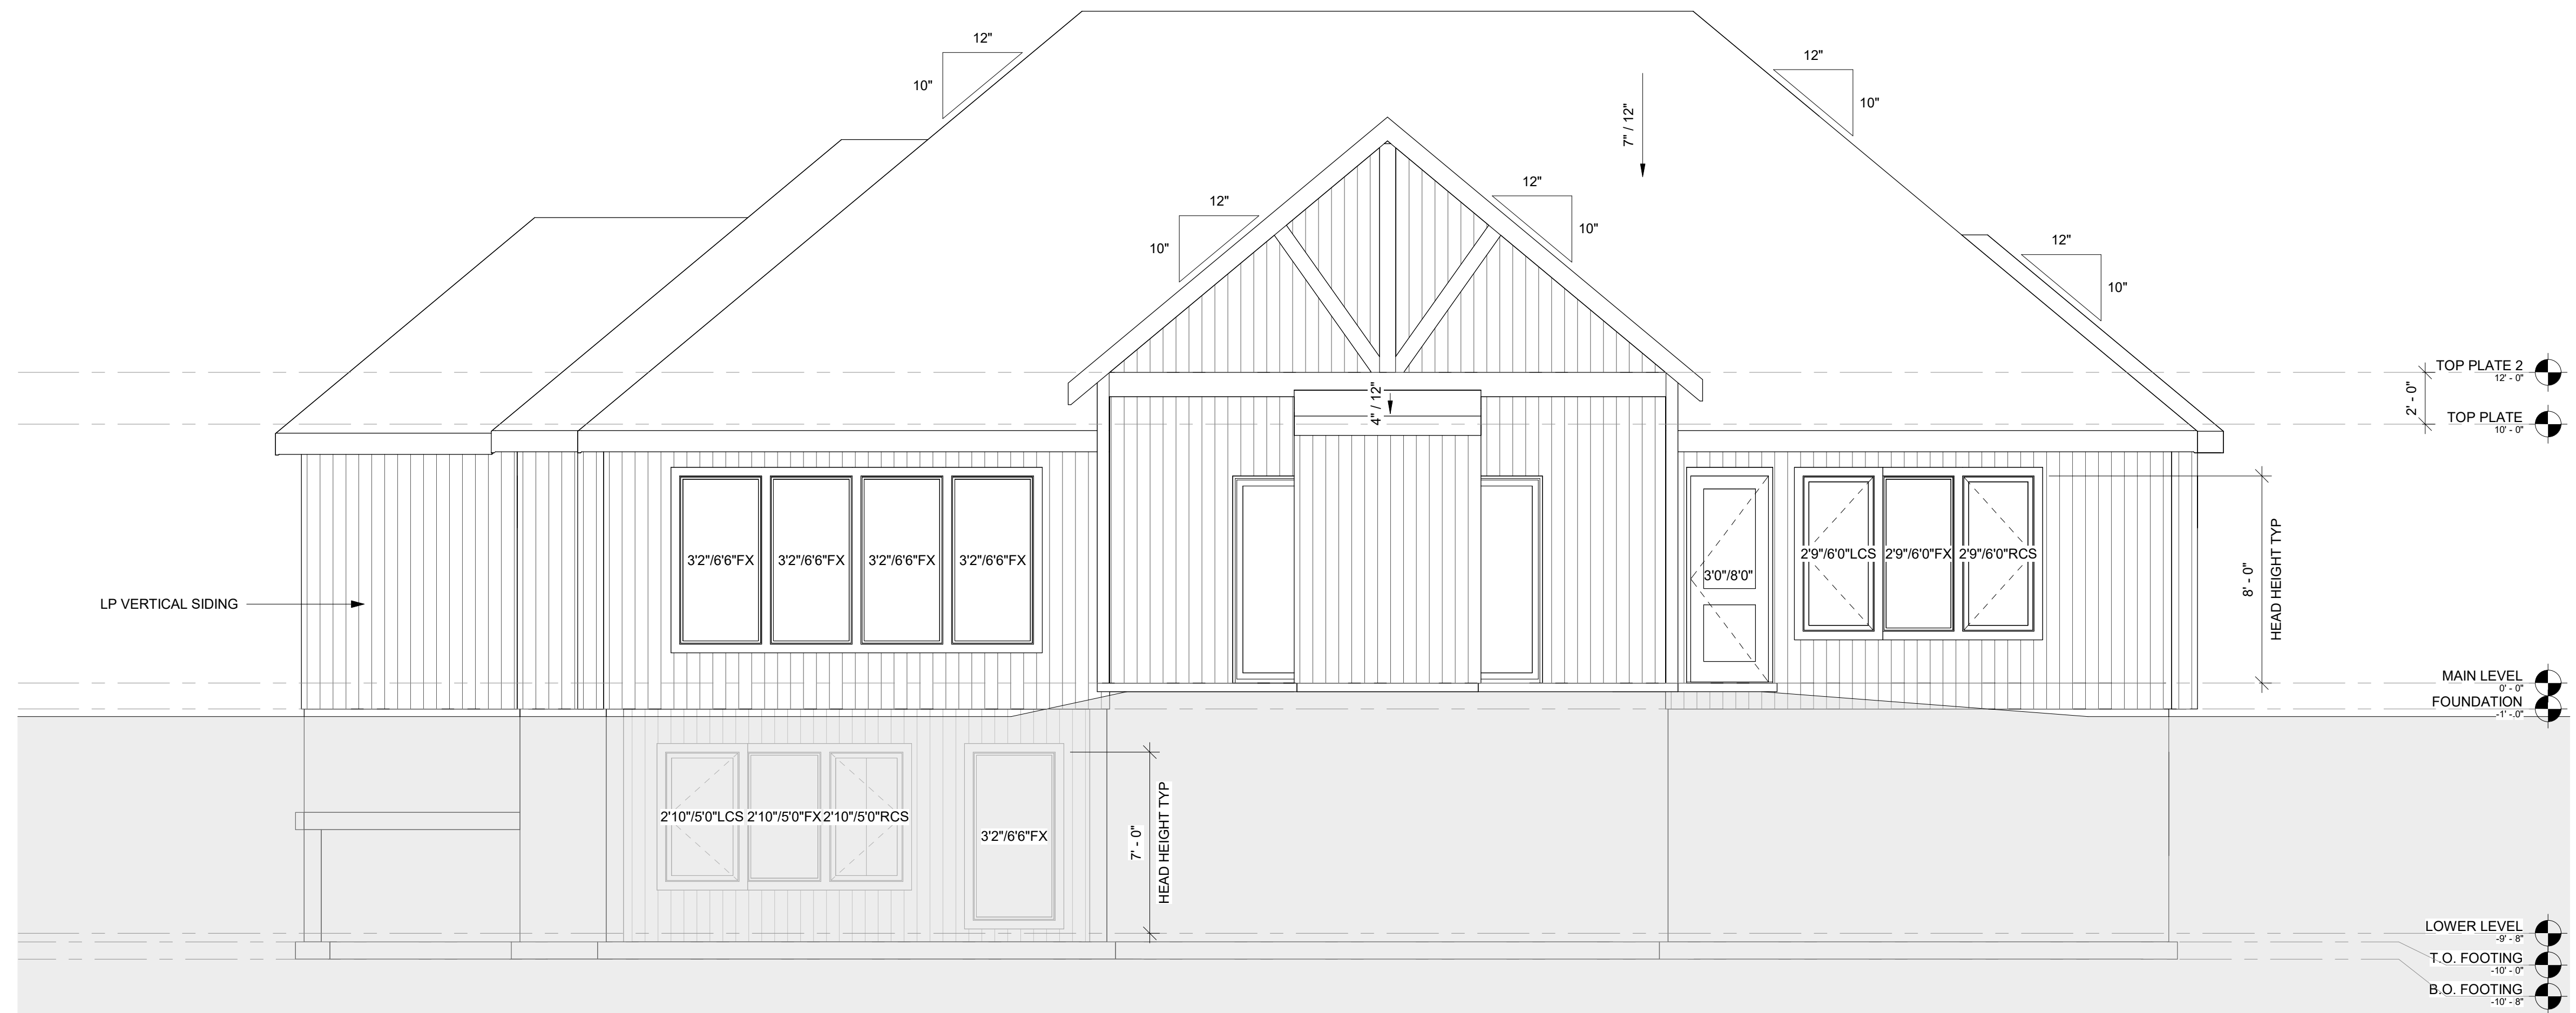 12"
10"
12"
10"
7" / 12"
12"
10"
12"
10"
12"
10"
TOP PLATE 2
12' - 0"
2' - 0"
4" / 12"
TOP PLATE
10' - 0"
3'2"/6'6"FX
3'2"/6'6"FX
3'2"/6'6"FX
3'2"/6'6"FX
3'0"/8'0"
2'9"/6'0"LCS
2'9"/6'0"FX
2'9"/6'0"RCS
8' - 0"
HEAD HEIGHT TYP
LP VERTICAL SIDING
MAIN LEVEL
0' - 0"
FOUNDATION
-1' - 0"
2'10"/5'0"LCS
2'10"/5'0"FX
2'10"/5'0"RCS
3'2"/6'6"FX
7' - 0"
HEAD HEIGHT TYP
LOWER LEVEL
-9' - 8"
T.O. FOOTING
-10' - 0"
B.O. FOOTING
-10' - 8"